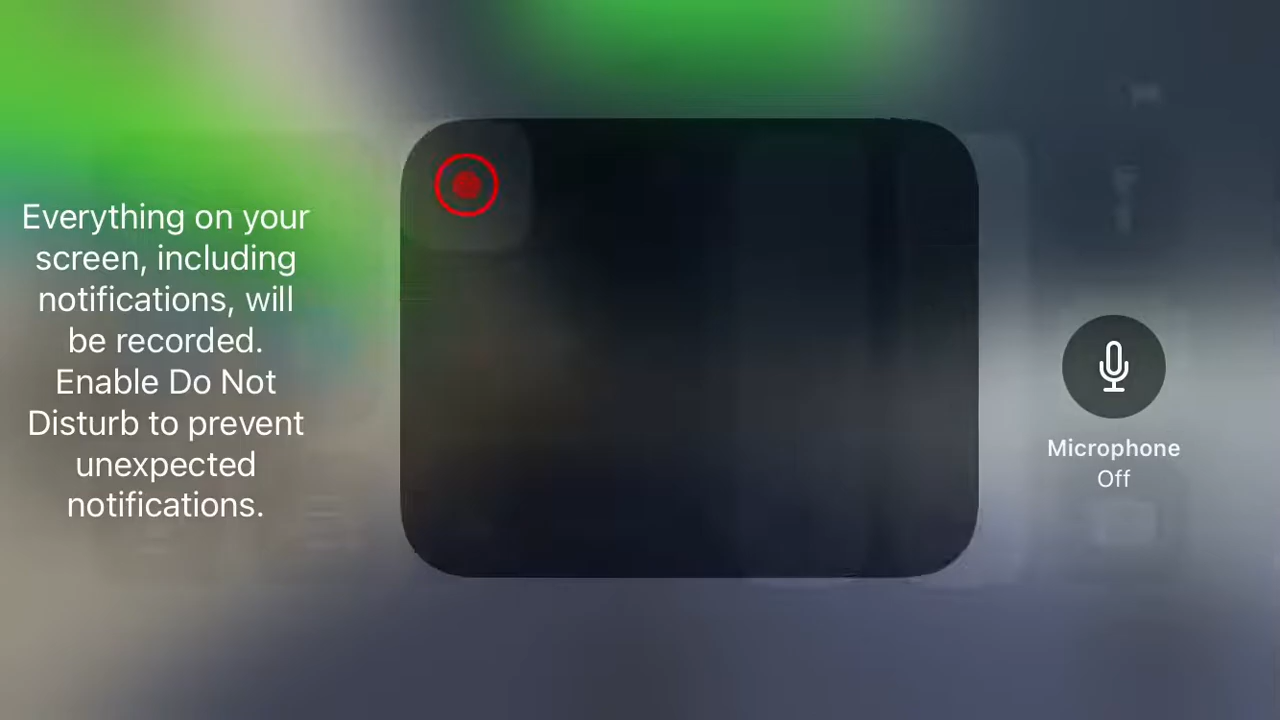 Everything on your
screen, including
notifications, will
be recorded.
Enable Do Not
Disturb to prevent
unexpected
notifications.
Microphone
Off